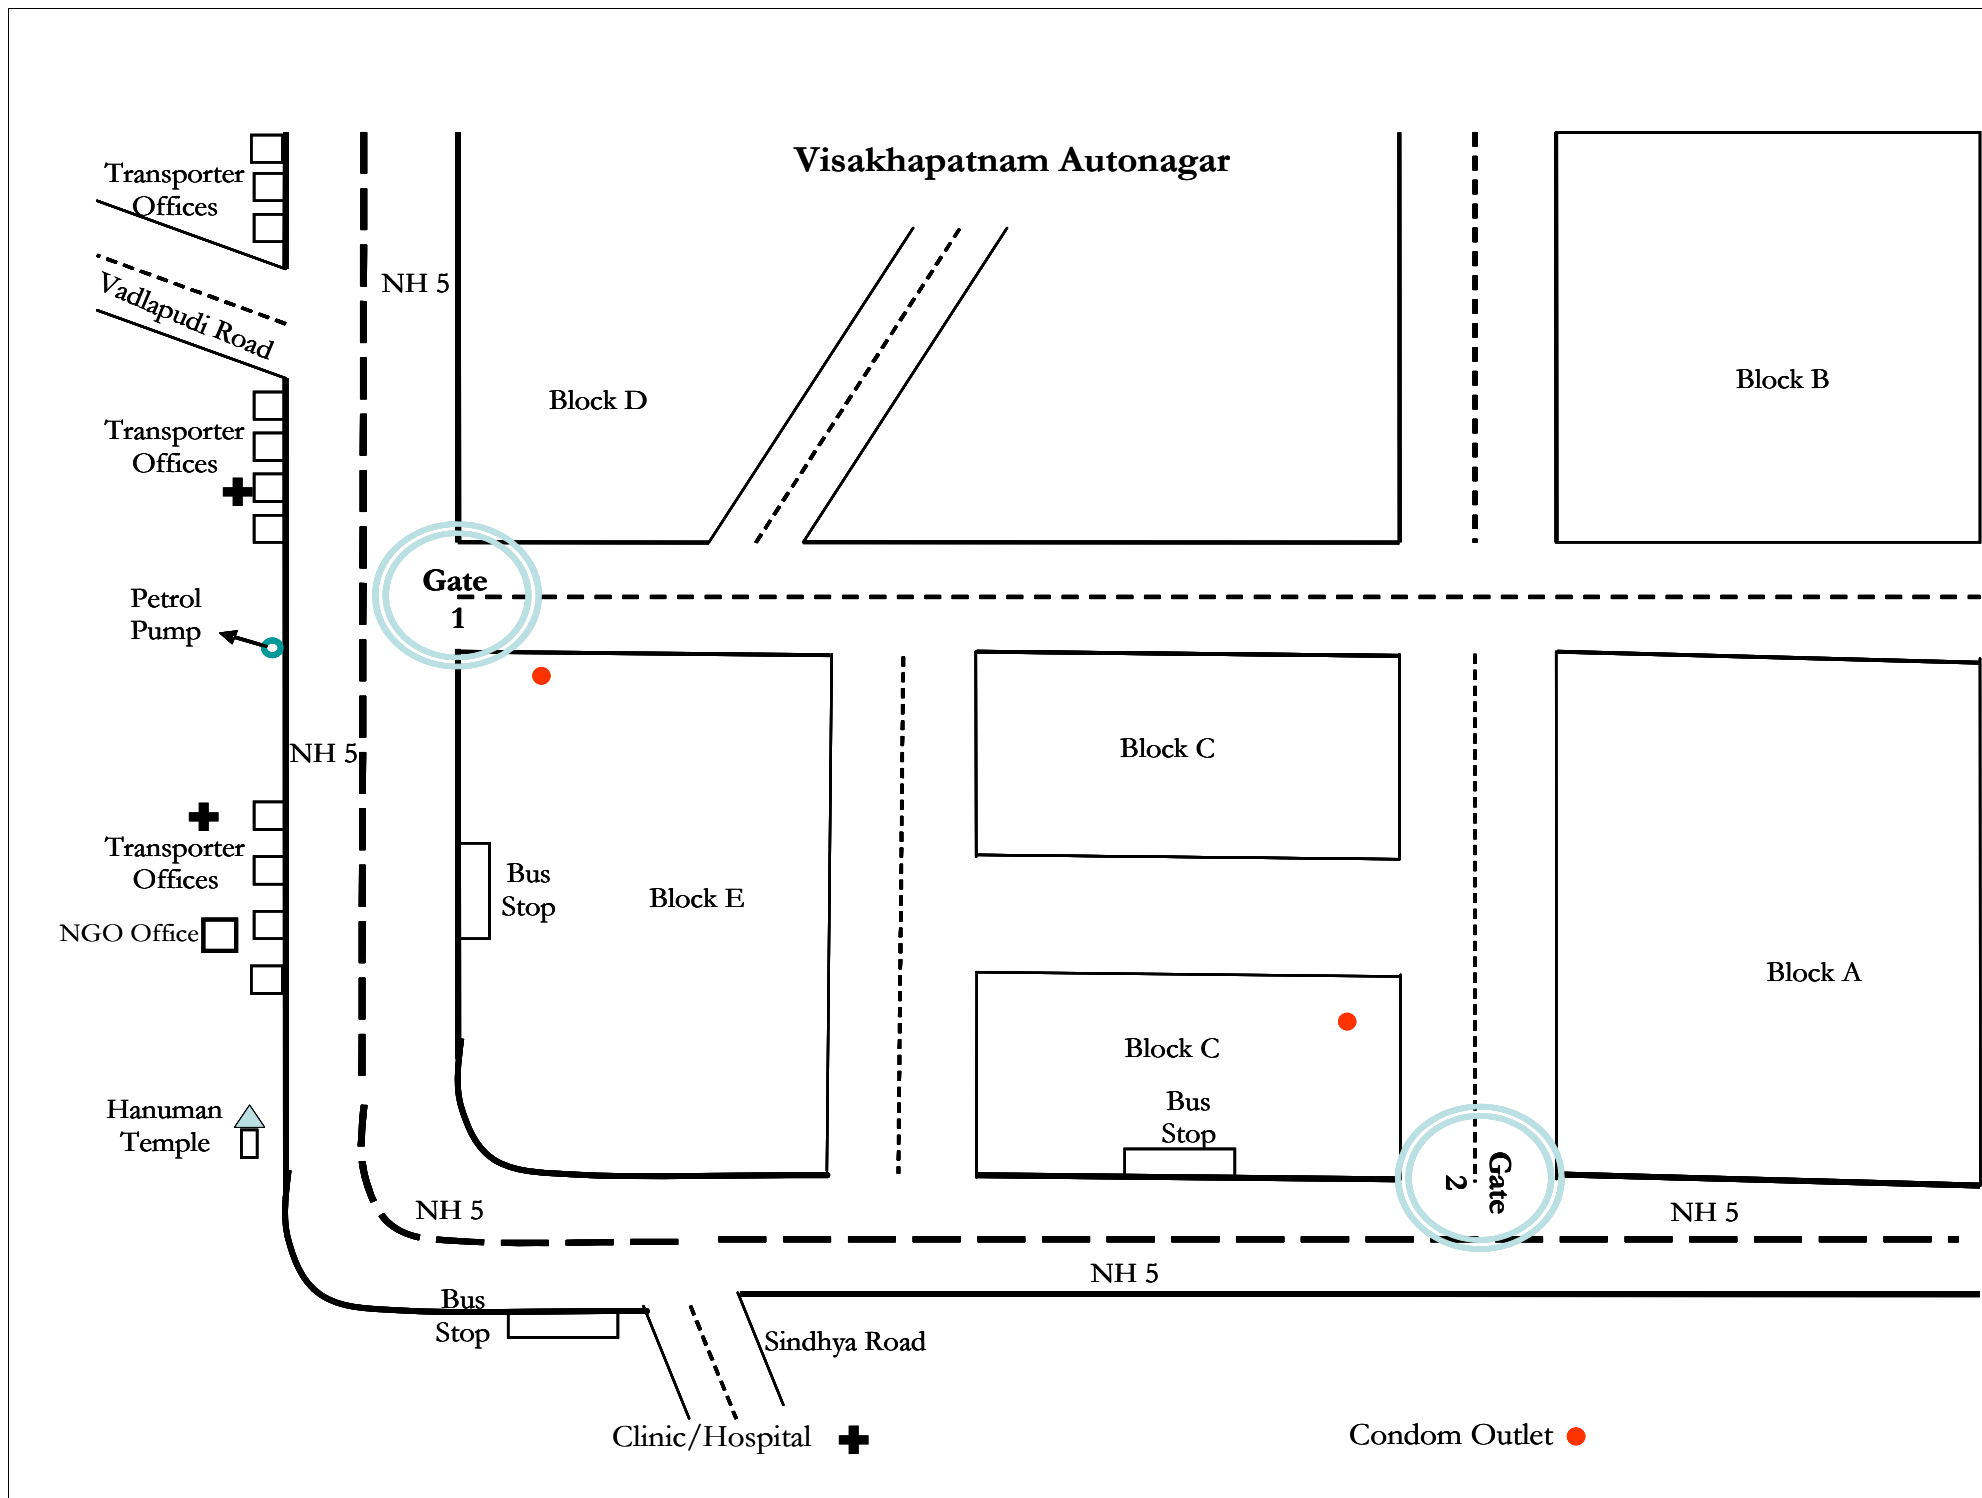 Visakhapatnam Autonagar
Transporter
Offices
NH 5
Vadlapudi Road
Block D
Block B
Transporter
Offices
Gate
1
Petrol
Pump
NH 5
Block C
Transporter
Offices
Bus
Stop
Block E
NGO Office
Block A
Block C
Bus
Stop
Hanuman
Temple
Gate
2
NH 5
NH 5
NH 5
Bus
Stop
Sindhya Road
Clinic/Hospital
Condom Outlet